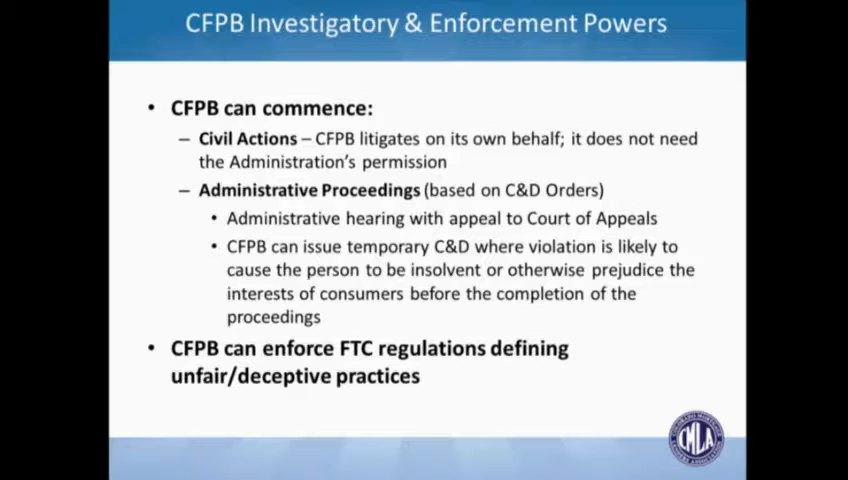 CFPB Investigatory & Enforcement Powers
• CFPB can commence:
– Civil Actions – CFPB litigates on its own behalf; it does not need
the Administration's permission
– Administrative Proceedings (based on C&D Orders)
• Administrative hearing with appeal to Court of Appeals
• CFPB can issue temporary C&D where violation is likely to
cause the person to be insolvent or otherwise prejudice the
interests of consumers before the completion of the
proceedings
• CFPB can enforce FTC regulations defining
unfair/deceptive practices
CMLA